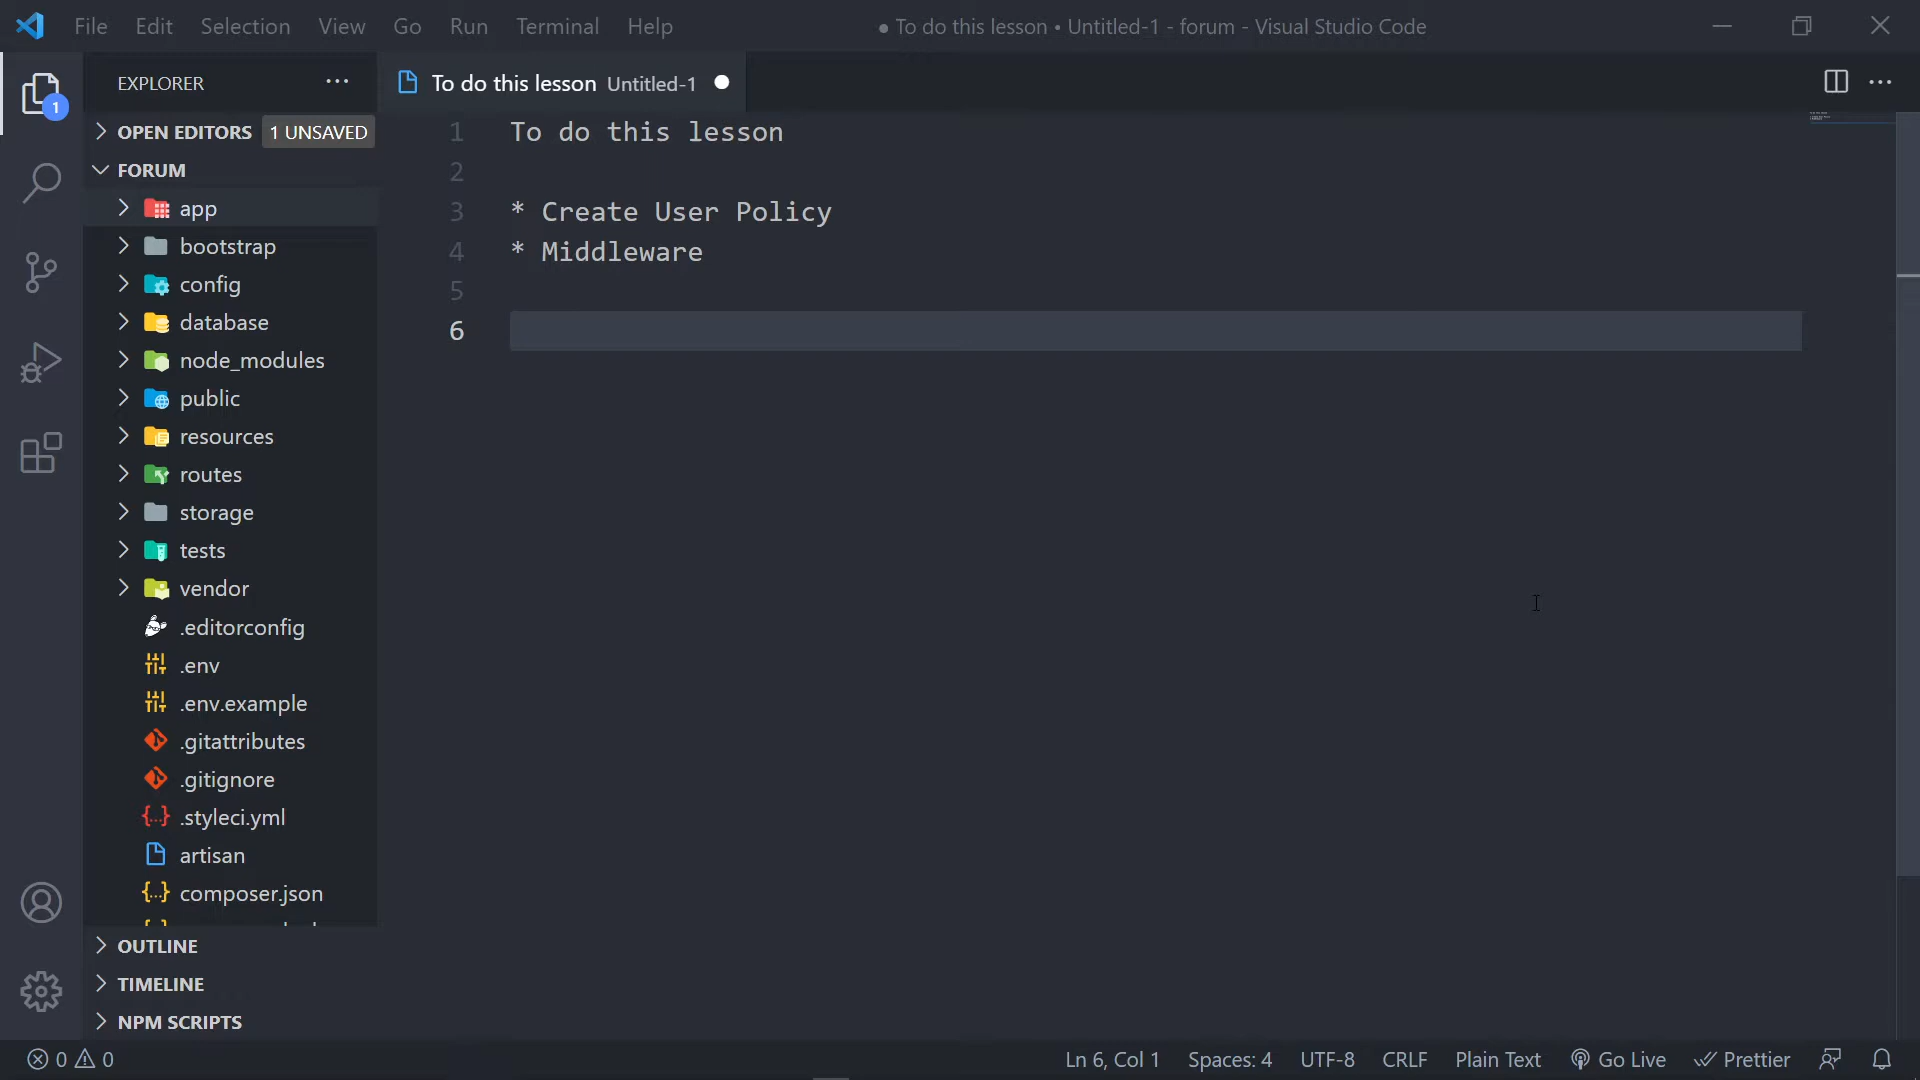 File Edit Selection View Go Run Terminal Help
● To do this lesson • Untitled-1 - forum - Visual Studio Code
EXPLORER
To do this lesson Untitled-1
1
OPEN EDITORS 1 UNSAVED
FORUM
app
bootstrap
config
database
node_modules
public
resources
routes
storage
tests
vendor
.editorconfig
.env
.env.example
.gitattributes
.gitignore
.styleci.yml
artisan
composer.json
OUTLINE
TIMELINE
NPM SCRIPTS
1 To do this lesson
2
3 * Create User Policy
4 * Middleware
5
6
0 0
Ln 6, Col 1 Spaces: 4 UTF-8 CRLF Plain Text Go Live Prettier